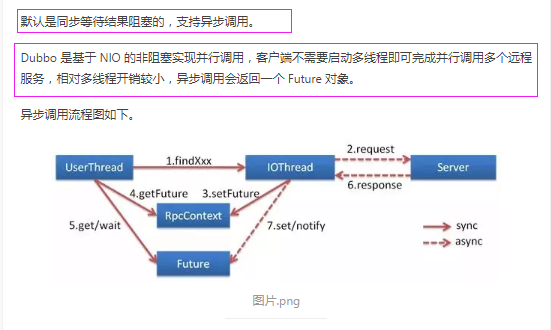 默认是同步等待结果阻塞的，支持异步调用。
Dubbo 是基于 NIO 的非阻塞实现并行调用，客户端不需要启动多线程即可完成并行调用多个远程
服务，相对多线程开销较小，异步调用会返回一个 Future 对象。
异步调用流程图如下。
UserThread
1.findXxx
IOThread
2.request
Server
6.response
4.getFuture
3.setFuture
RpcContext
5.get/wait
7.set/notify
Future
sync
async
图片.png